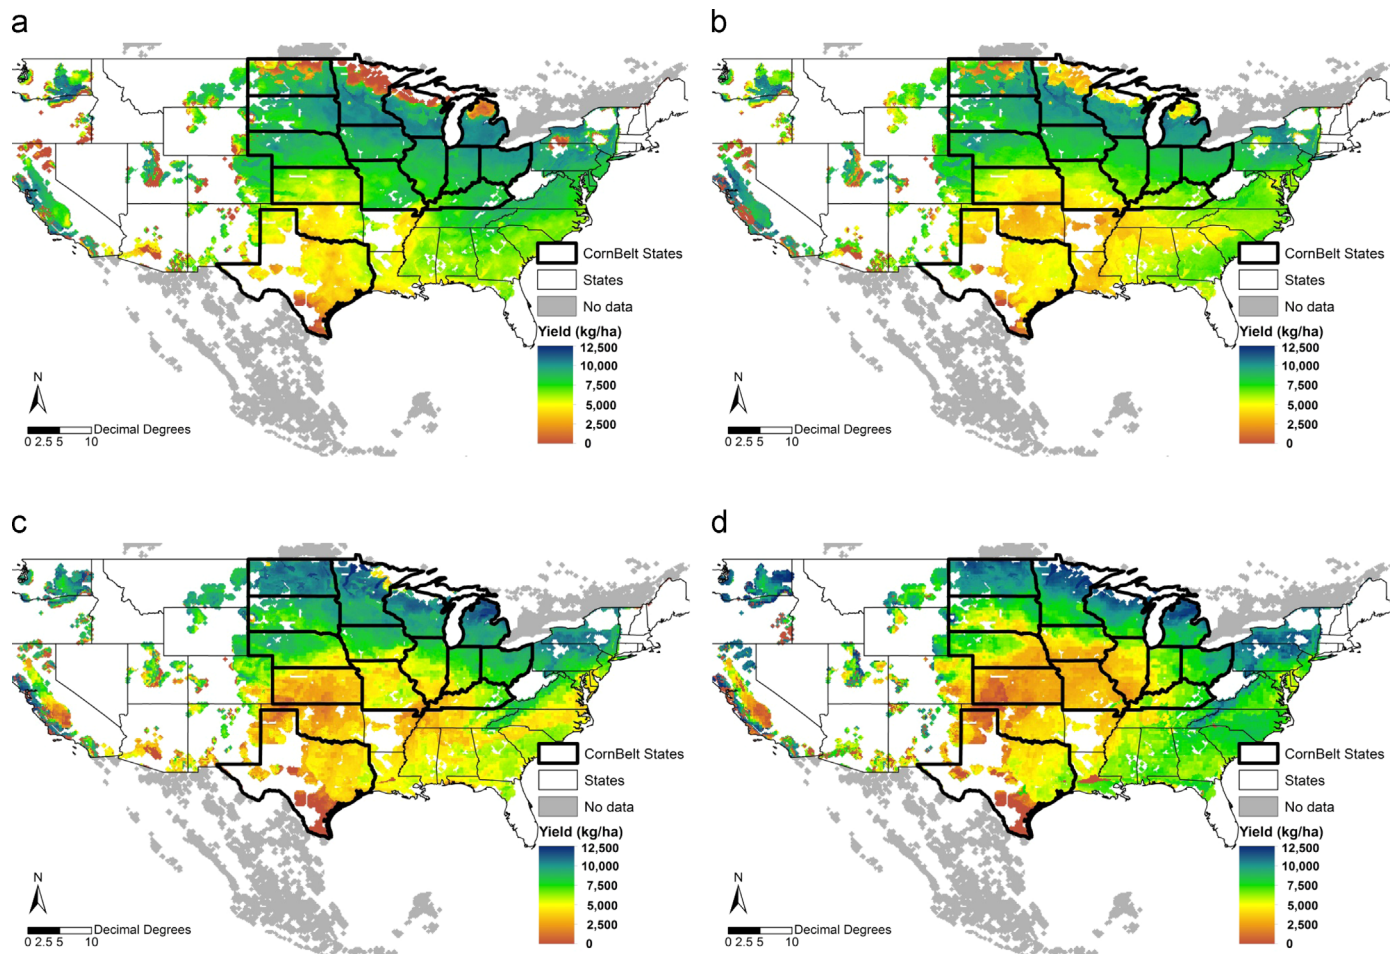 a
CornBelt States
States
No data
Yield (kg/ha)
12,500
10,000
7,500
5,000
2,500
0
N
Decimal Degrees
0 2.5 5 10
b
CornBelt States
States
No data
Yield (kg/ha)
12,500
10,000
7,500
5,000
2,500
0
N
Decimal Degrees
0 2.5 5 10
c
CornBelt States
States
No data
Yield (kg/ha)
12,500
10,000
7,500
5,000
2,500
0
N
Decimal Degrees
0 2.5 5 10
d
CornBelt States
States
No data
Yield (kg/ha)
12,500
10,000
7,500
5,000
2,500
0
N
Decimal Degrees
0 2.5 5 10